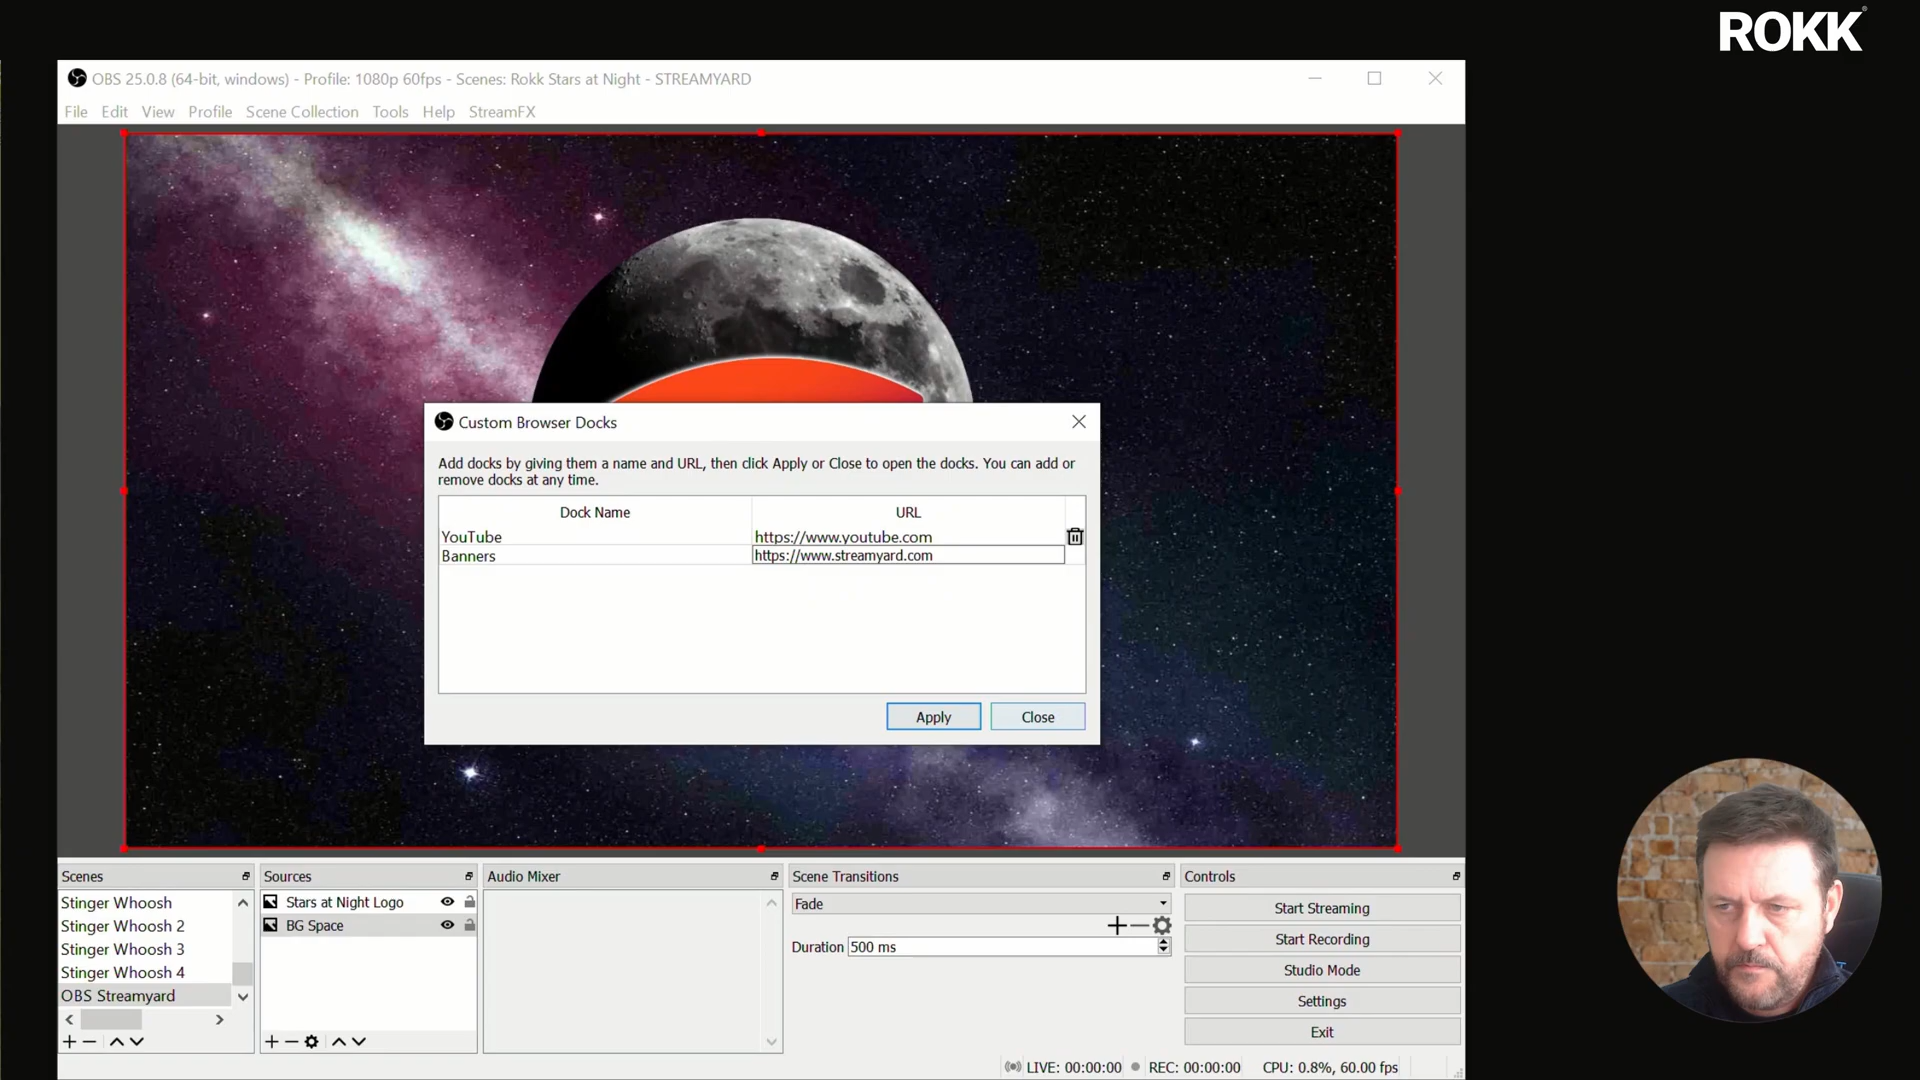 ROKK
OBS 25.0.8 (64-bit, windows) - Profile: 1080p 60fps - Scenes: Rokk Stars at Night - STREAMYARD
File Edit View Profile Scene Collection Tools Help StreamFX
Custom Browser Docks
Add docks by giving them a name and URL, then click Apply or Close to open the docks. You can add or
remove docks at any time.
Dock Name URL
YouTube https://www.youtube.com
Banners https://www.streamyard.com
Apply Close
Scenes
Stinger Whoosh
Stinger Whoosh 2
Stinger Whoosh 3
Stinger Whoosh 4
OBS Streamyard
Sources
Stars at Night Logo
BG Space
Audio Mixer
Scene Transitions
Fade
Duration 500 ms
Controls
Start Streaming
Start Recording
Studio Mode
Settings
Exit
LIVE: 00:00:00 REC: 00:00:00 CPU: 0.8%, 60.00 fps